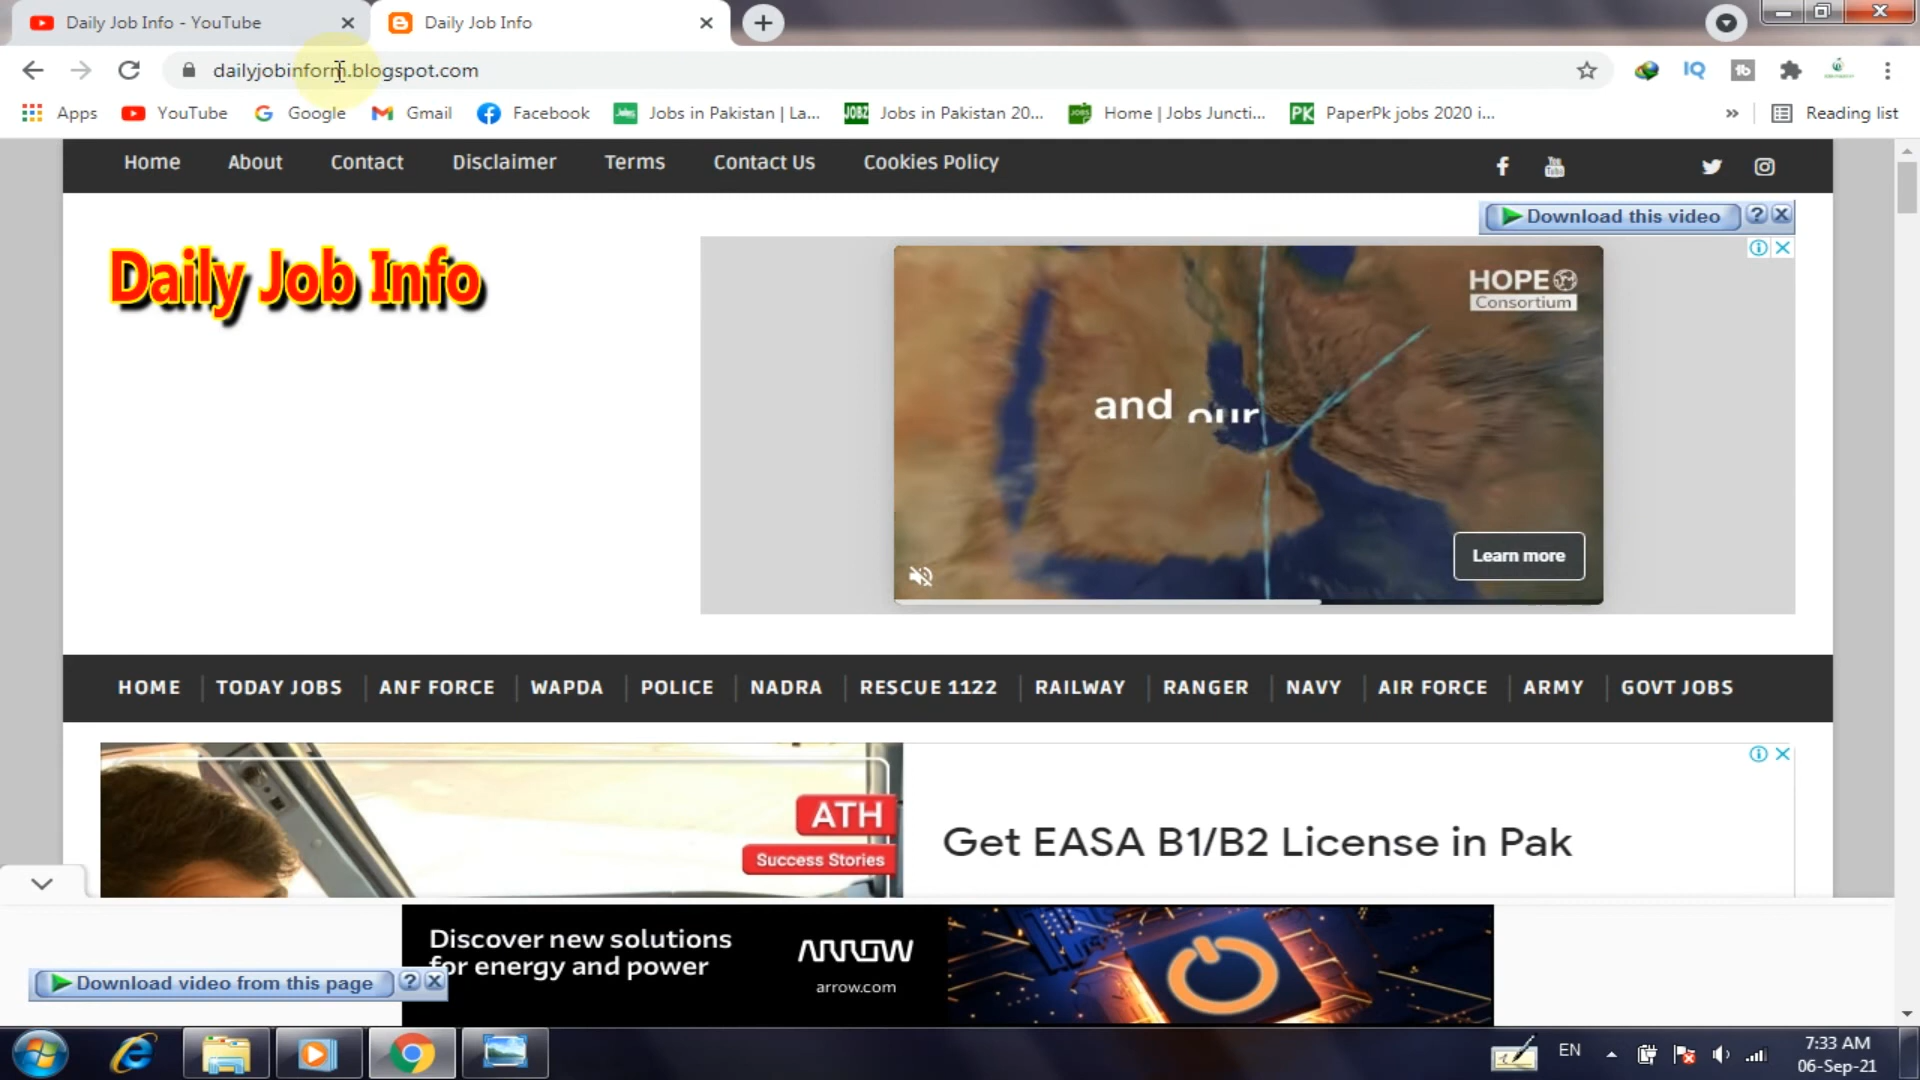 Daily Job Info - YouTube
Daily Job Info
dailyjobinform.blogspot.com
IQ
tb
Apps
YouTube
Google
Gmail
Facebook
Jobs in Pakistan | La...
JOBZ Jobs in Pakistan 20...
Home | Jobs Juncti...
PK PaperPk jobs 2020 i...
»
Reading list
Home
About
Contact
Disclaimer
Terms
Contact Us
Cookies Policy
Download this video
Daily Job Info
HOPE
Consortium
and our
Learn more
HOME
TODAY JOBS
ANF FORCE
WAPDA
POLICE
NADRA
RESCUE 1122
RAILWAY
RANGER
NAVY
AIR FORCE
ARMY
GOVT JOBS
ATH
Success Stories
Get EASA B1/B2 License in Pak
Discover new solutions
for energy and power
ARROW
arrow.com
Download video from this page
EN
7:33 AM
06-Sep-21